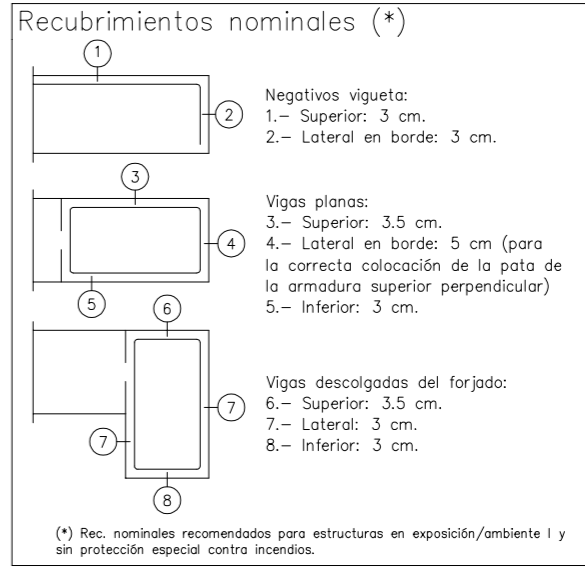 Recubrimientos nominales (*)
1
2
Negativos vigueta:
1.- Superior: 3 cm.
2.- Lateral en borde: 3 cm.
3
4
5
Vigas planas:
3.- Superior: 3.5 cm.
4.- Lateral en borde: 5 cm (para
la correcta colocación de la pata de
la armadura superior perpendicular)
5.- Inferior: 3 cm.
6
7
7
8
Vigas descolgadas del forjado:
6.- Superior: 3.5 cm.
7.- Lateral: 3 cm.
8.- Inferior: 3 cm.
(*) Rec. nominales recomendados para estructuras en exposición/ambiente I y
sin protección especial contra incendios.